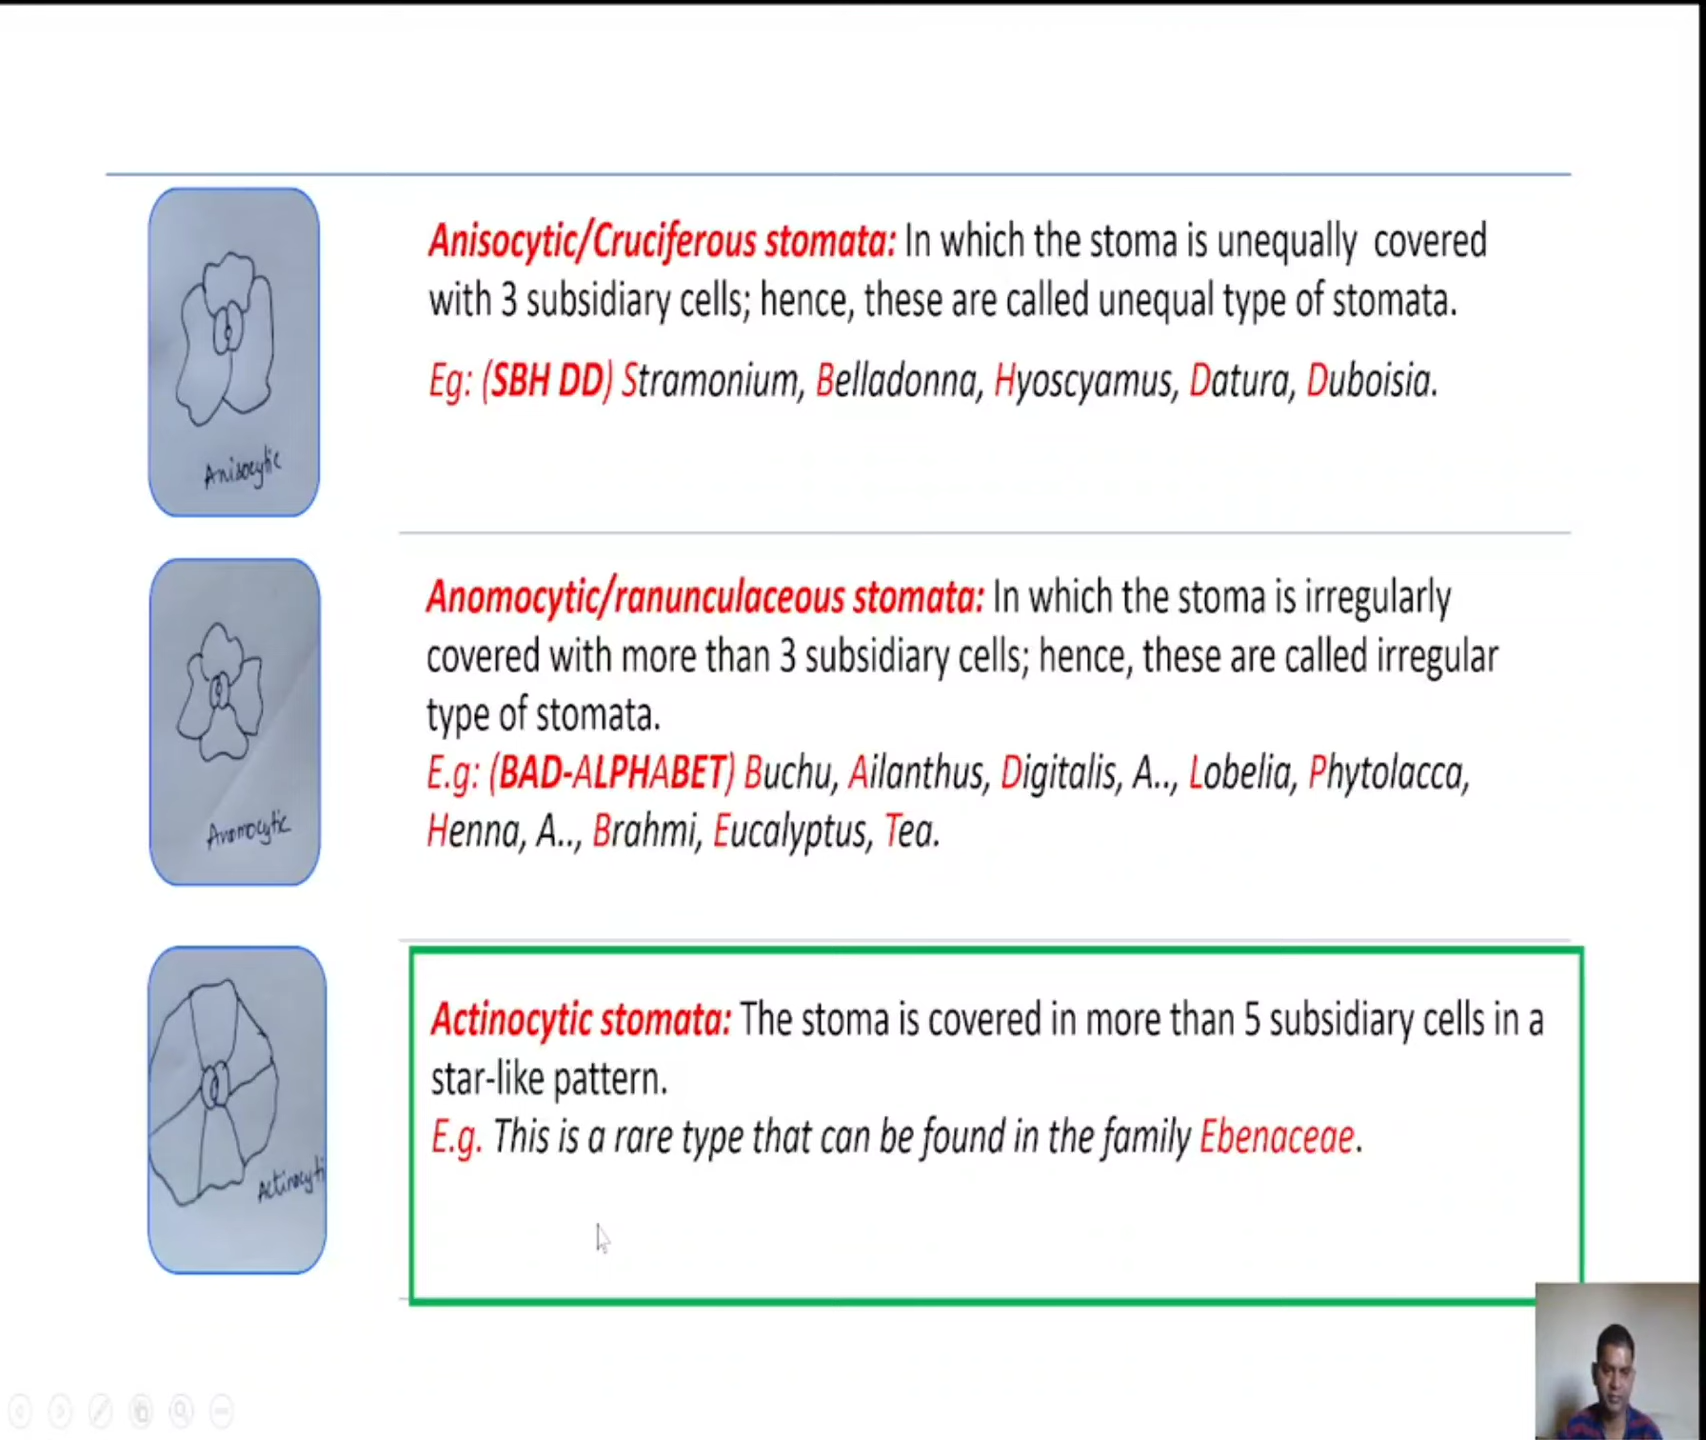 Anisocytic/Cruciferous stomata: In which the stoma is unequally covered
with 3 subsidiary cells; hence, these are called unequal type of stomata.
Eg: (SBH DD) Stramonium, Belladonna, Hyoscyamus, Datura, Duboisia.
Anisocytic
Anomocytic/ranunculaceous stomata: In which the stoma is irregularly
covered with more than 3 subsidiary cells; hence, these are called irregular
type of stomata.
E.g: (BAD-ALPHABET) Buchu, Ailanthus, Digitalis, A.., Lobelia, Phytolacca,
Henna, A.., Brahmi, Eucalyptus, Tea.
Anomocytic
Actinocytic stomata: The stoma is covered in more than 5 subsidiary cells in a
star-like pattern.
E.g. This is a rare type that can be found in the family Ebenaceae.
Actinocyti